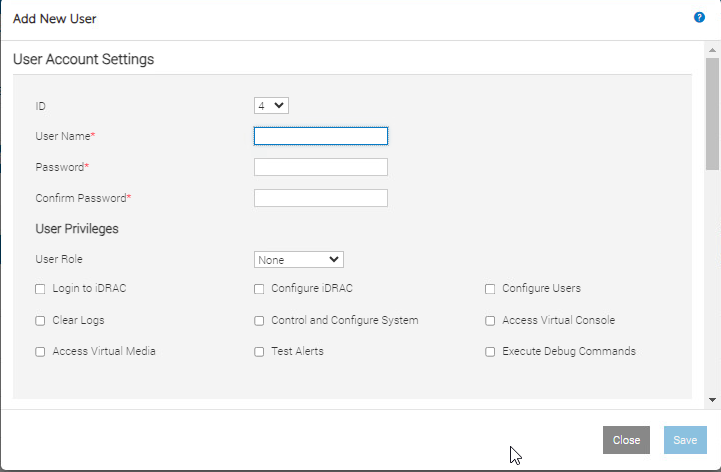 Add New User ?
User Account Settings
ID 4
User Name*
Password*
Confirm Password*
User Privileges
User Role None
Login to iDRAC Configure iDRAC Configure Users
Clear Logs Control and Configure System Access Virtual Console
Access Virtual Media Test Alerts Execute Debug Commands
Close Save